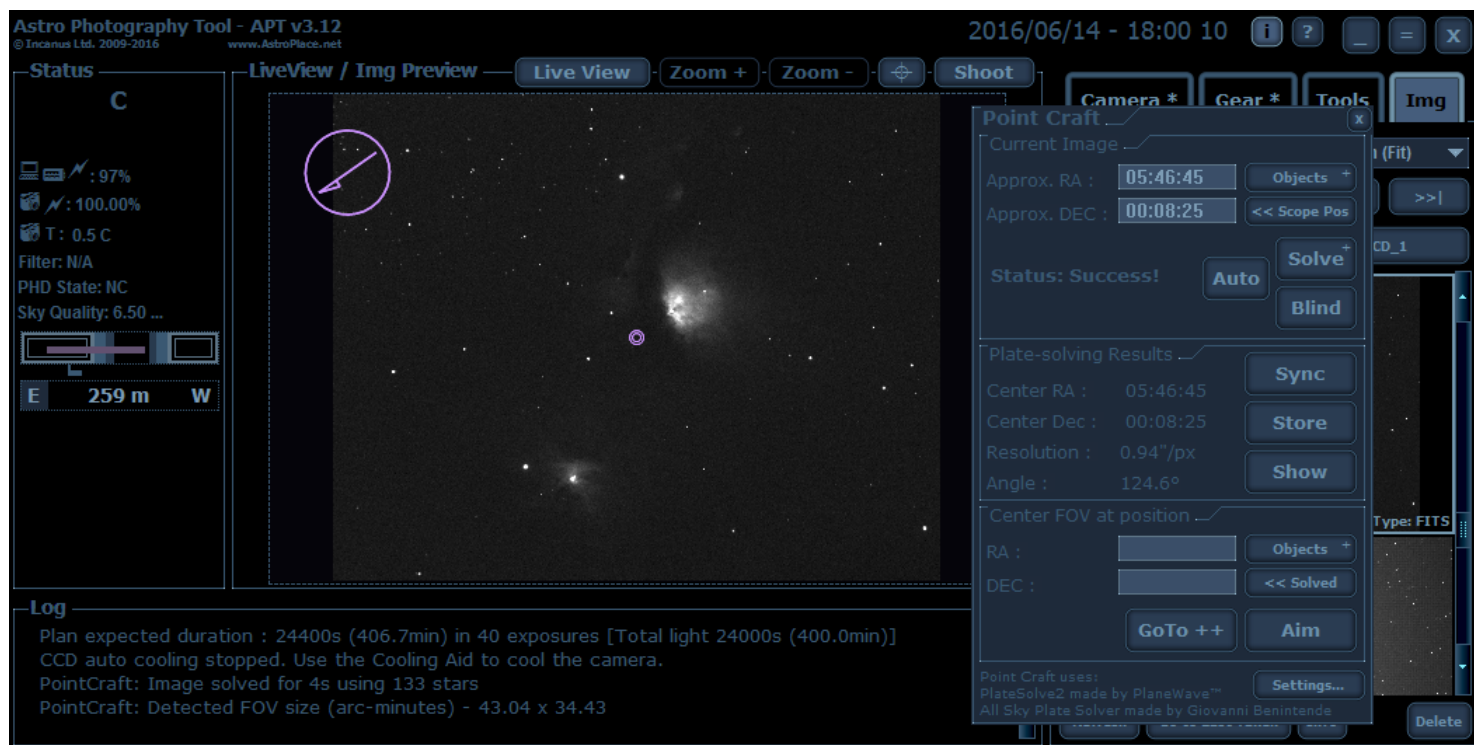 Astro Photography Tool - APT v3.12
© Incanus Ltd. 2009-2016 www.AstroPlace.net
2016/06/14 - 18:00 10 i ? _ = X
Status
C
: 97%
: 100.00%
T: 0.5 C
Filter: N/A
PHD State: NC
Sky Quality: 6.50 ...
E 259 m W
LiveView / Img Preview Live View Zoom + Zoom - Shoot
Camera * Gear * Tools Img
(Fit)
>>|
CD_1
Type: FITS
Delete
Point Craft x
Current Image
Approx. RA : 05:46:45 Objects +
Approx. DEC : 00:08:25 << Scope Pos
Status: Success! Auto Solve +
Blind
Plate-solving Results
Sync
Center RA : 05:46:45
Center Dec : 00:08:25 Store
Resolution : 0.94"/px
Angle : 124.6° Show
Center FOV at position
RA : Objects +
DEC : << Solved
GoTo ++ Aim
Point Craft uses:
PlateSolve2 made by PlaneWave™
All Sky Plate Solver made by Giovanni Benintende
Settings...
Log
Plan expected duration : 24400s (406.7min) in 40 exposures [Total light 24000s (400.0min)]
CCD auto cooling stopped. Use the Cooling Aid to cool the camera.
PointCraft: Image solved for 4s using 133 stars
PointCraft: Detected FOV size (arc-minutes) - 43.04 x 34.43